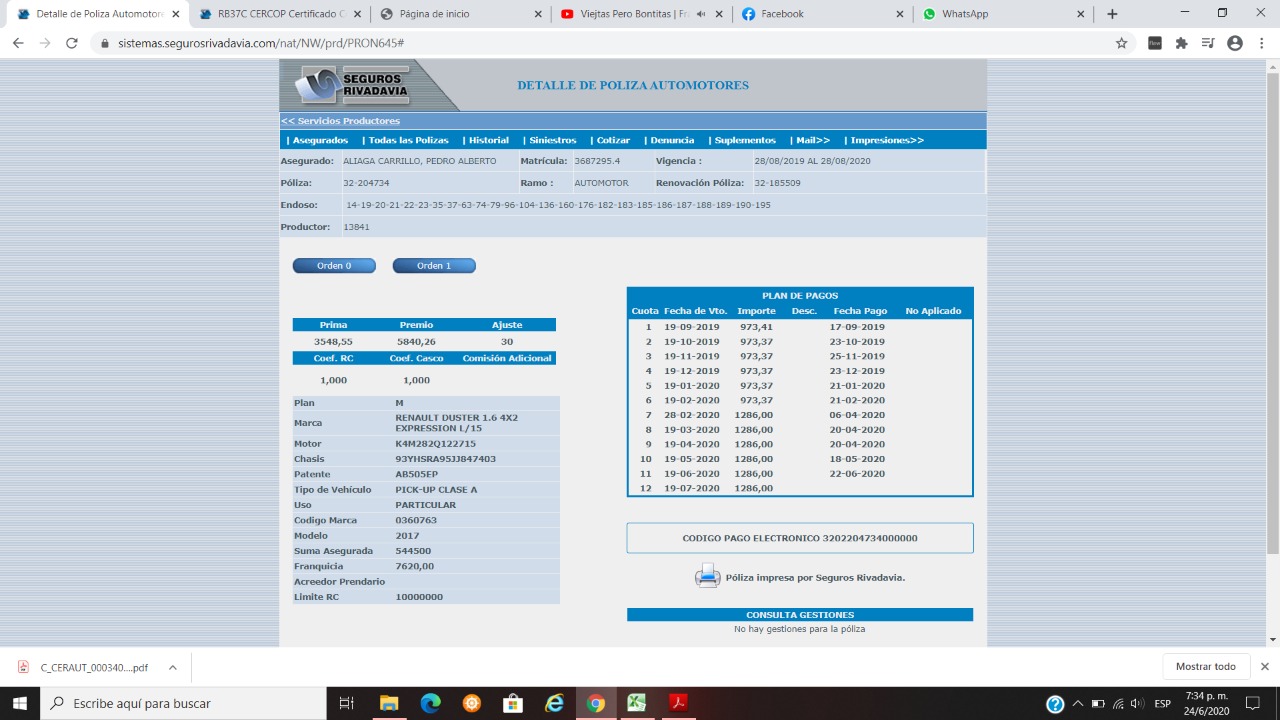 Detalle de Poliza Automotore
RB37C CERCOP Certificado C
Página de inicio
Viejitas Pero Bontitas | Fra
Facebook
WhatsApp
sistemas.segurosrivadavia.com/nat/NW/prd/PRON645#
SEGUROS
RIVADAVIA
DETALLE DE POLIZA AUTOMOTORES
<< Servicios Productores
| Asegurados | Todas las Polizas | Historial | Siniestros | Cotizar | Denuncia | Suplementos | Mail>> | Impresiones>>
Asegurado: ALIAGA CARRILLO, PEDRO ALBERTO Matrícula: 3687295.4 Vigencia : 28/08/2019 AL 28/08/2020
Póliza: 32-204734 Ramo : AUTOMOTOR Renovación Póliza: 32-185509
Endoso: 14-19-20-21-22-23-35-37-63-74-79-96-104-136-160-176-182-183-185-186-187-188-189-190-195
Productor: 13841
Orden 0 Orden 1
Prima Premio Ajuste
3548,55 5840,26 30
Coef. RC Coef. Casco Comisión Adicional
1,000 1,000
Plan M
Marca RENAULT DUSTER 1.6 4X2
EXPRESSION L/15
Motor K4M282Q122715
Chasis 93YHSRA95JJ847403
Patente AB505EP
Tipo de Vehículo PICK-UP CLASE A
Uso PARTICULAR
Codigo Marca 0360763
Modelo 2017
Suma Asegurada 544500
Franquicia 7620,00
Acreedor Prendario
Limite RC 10000000
PLAN DE PAGOS
Cuota Fecha de Vto. Importe Desc. Fecha Pago No Aplicado
1 19-09-2019 973,41 17-09-2019
2 19-10-2019 973,37 23-10-2019
3 19-11-2019 973,37 25-11-2019
4 19-12-2019 973,37 23-12-2019
5 19-01-2020 973,37 21-01-2020
6 19-02-2020 973,37 21-02-2020
7 28-02-2020 1286,00 06-04-2020
8 19-03-2020 1286,00 20-04-2020
9 19-04-2020 1286,00 20-04-2020
10 19-05-2020 1286,00 18-05-2020
11 19-06-2020 1286,00 22-06-2020
12 19-07-2020 1286,00
CODIGO PAGO ELECTRONICO 3202204734000000
Póliza impresa por Seguros Rivadavia.
CONSULTA GESTIONES
No hay gestiones para la póliza
C_CERAUT_000340....pdf
Mostrar todo
Escribe aquí para buscar
ESP
7:34 p. m.
24/6/2020